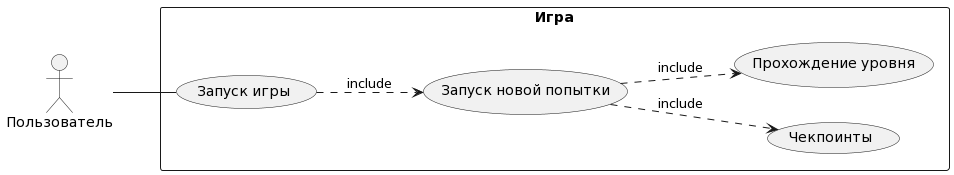 Игра
Пользователь
Запуск игры
include
Запуск новой попытки
include
Прохождение уровня
include
Чекпоинты